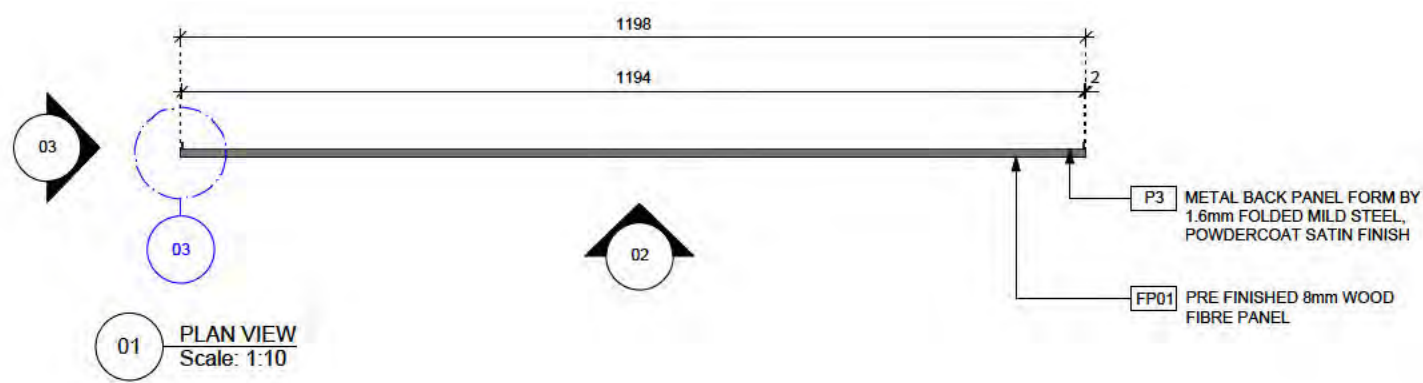 1198
1194
2
03
03
02
P3
METAL BACK PANEL FORM BY
1.6mm FOLDED MILD STEEL,
POWDERCOAT SATIN FINISH
FP01
PRE FINISHED 8mm WOOD
FIBRE PANEL
01
PLAN VIEW
Scale: 1:10